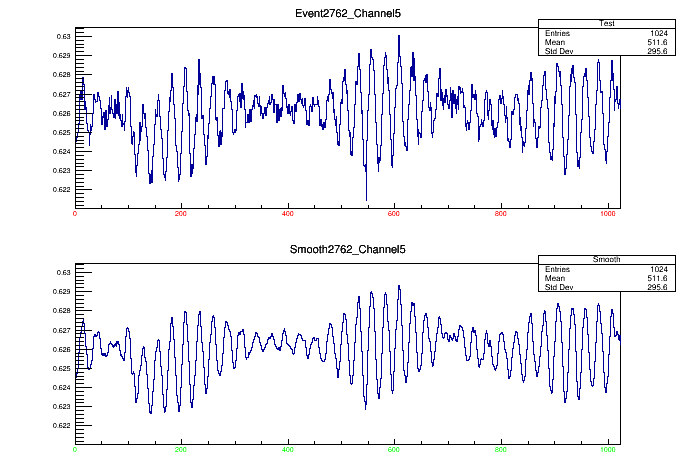 Event2762_Channel5
Test
Entries 1024
Mean 511.6
Std Dev 295.6
0.63
0.629
0.628
0.627
0.626
0.625
0.624
0.623
0.622
0 200 400 600 800 1000
Smooth2762_Channel5
Smooth
Entries 1024
Mean 511.6
Std Dev 295.6
0.63
0.629
0.628
0.627
0.626
0.625
0.624
0.623
0.622
0 200 400 600 800 1000